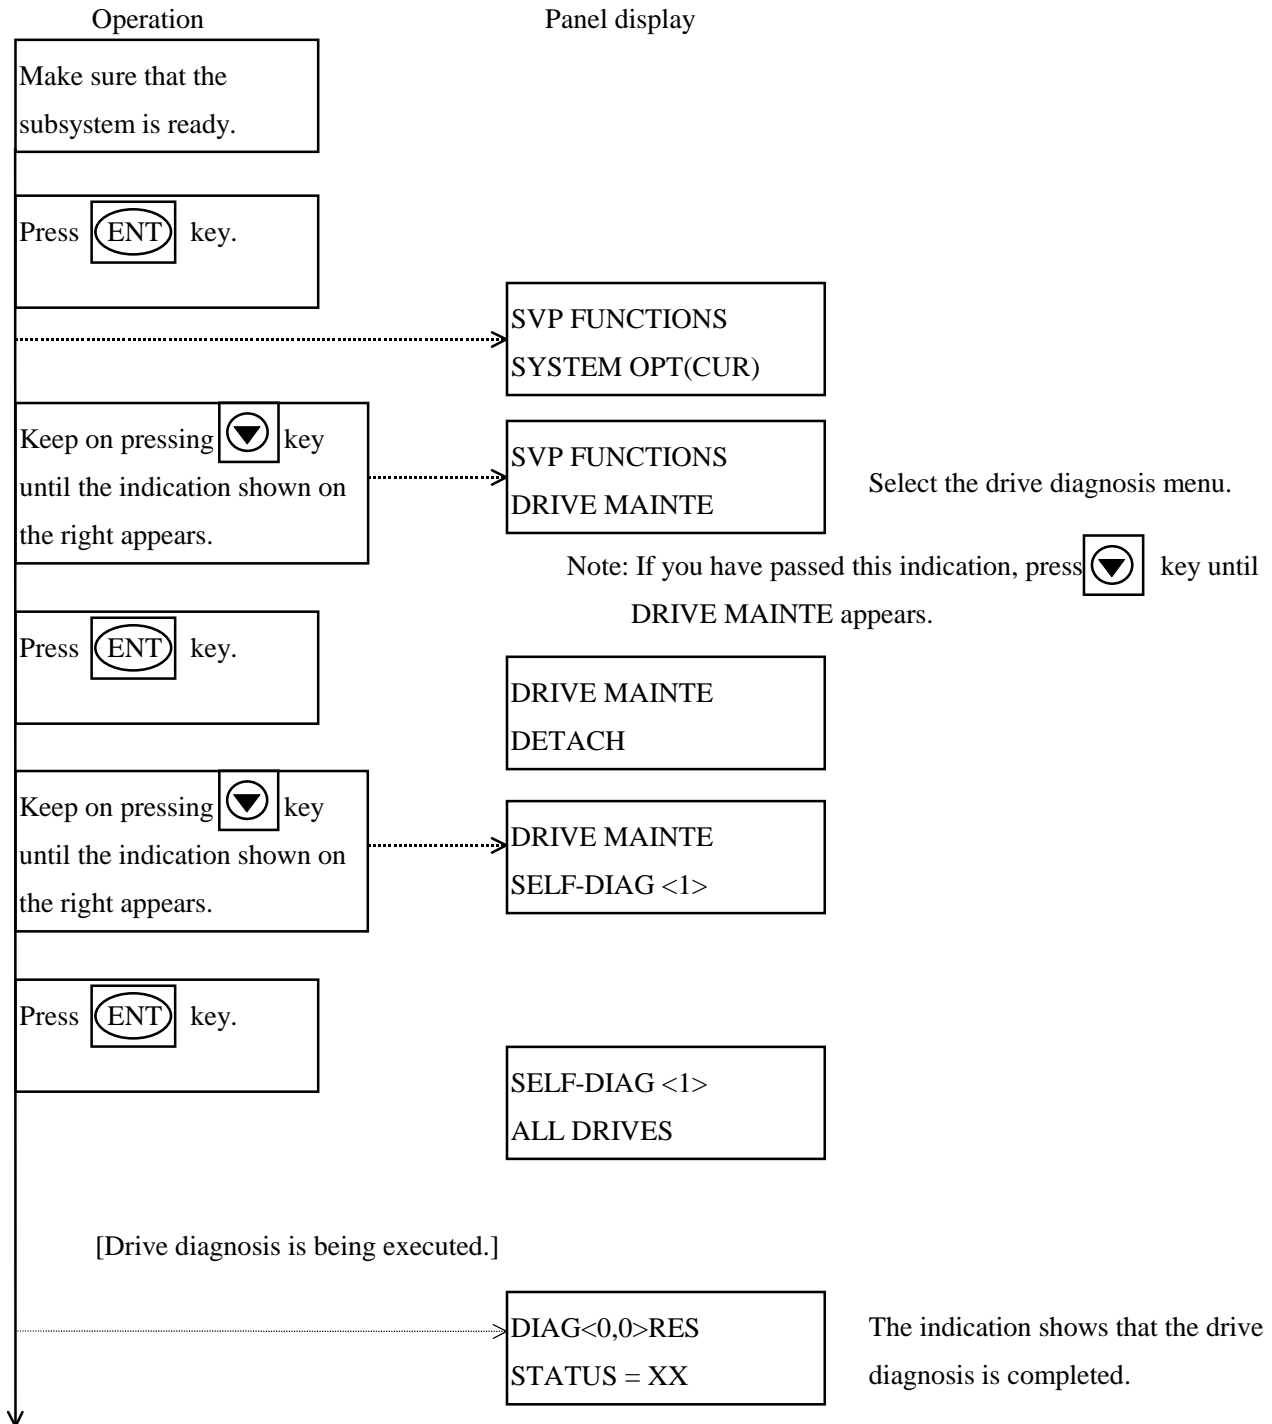 Operation
Panel display
Make sure that the
subsystem is ready.
Press ENT key.
SVP FUNCTIONS
SYSTEM OPT(CUR)
Keep on pressing ▼ key
until the indication shown on
the right appears.
SVP FUNCTIONS
DRIVE MAINTE
Select the drive diagnosis menu.
Note: If you have passed this indication, press ▼ key until
DRIVE MAINTE appears.
Press ENT key.
DRIVE MAINTE
DETACH
Keep on pressing ▼ key
until the indication shown on
the right appears.
DRIVE MAINTE
SELF-DIAG <1>
Press ENT key.
SELF-DIAG <1>
ALL DRIVES
[Drive diagnosis is being executed.]
DIAG<0,0>RES
STATUS = XX
The indication shows that the drive
diagnosis is completed.